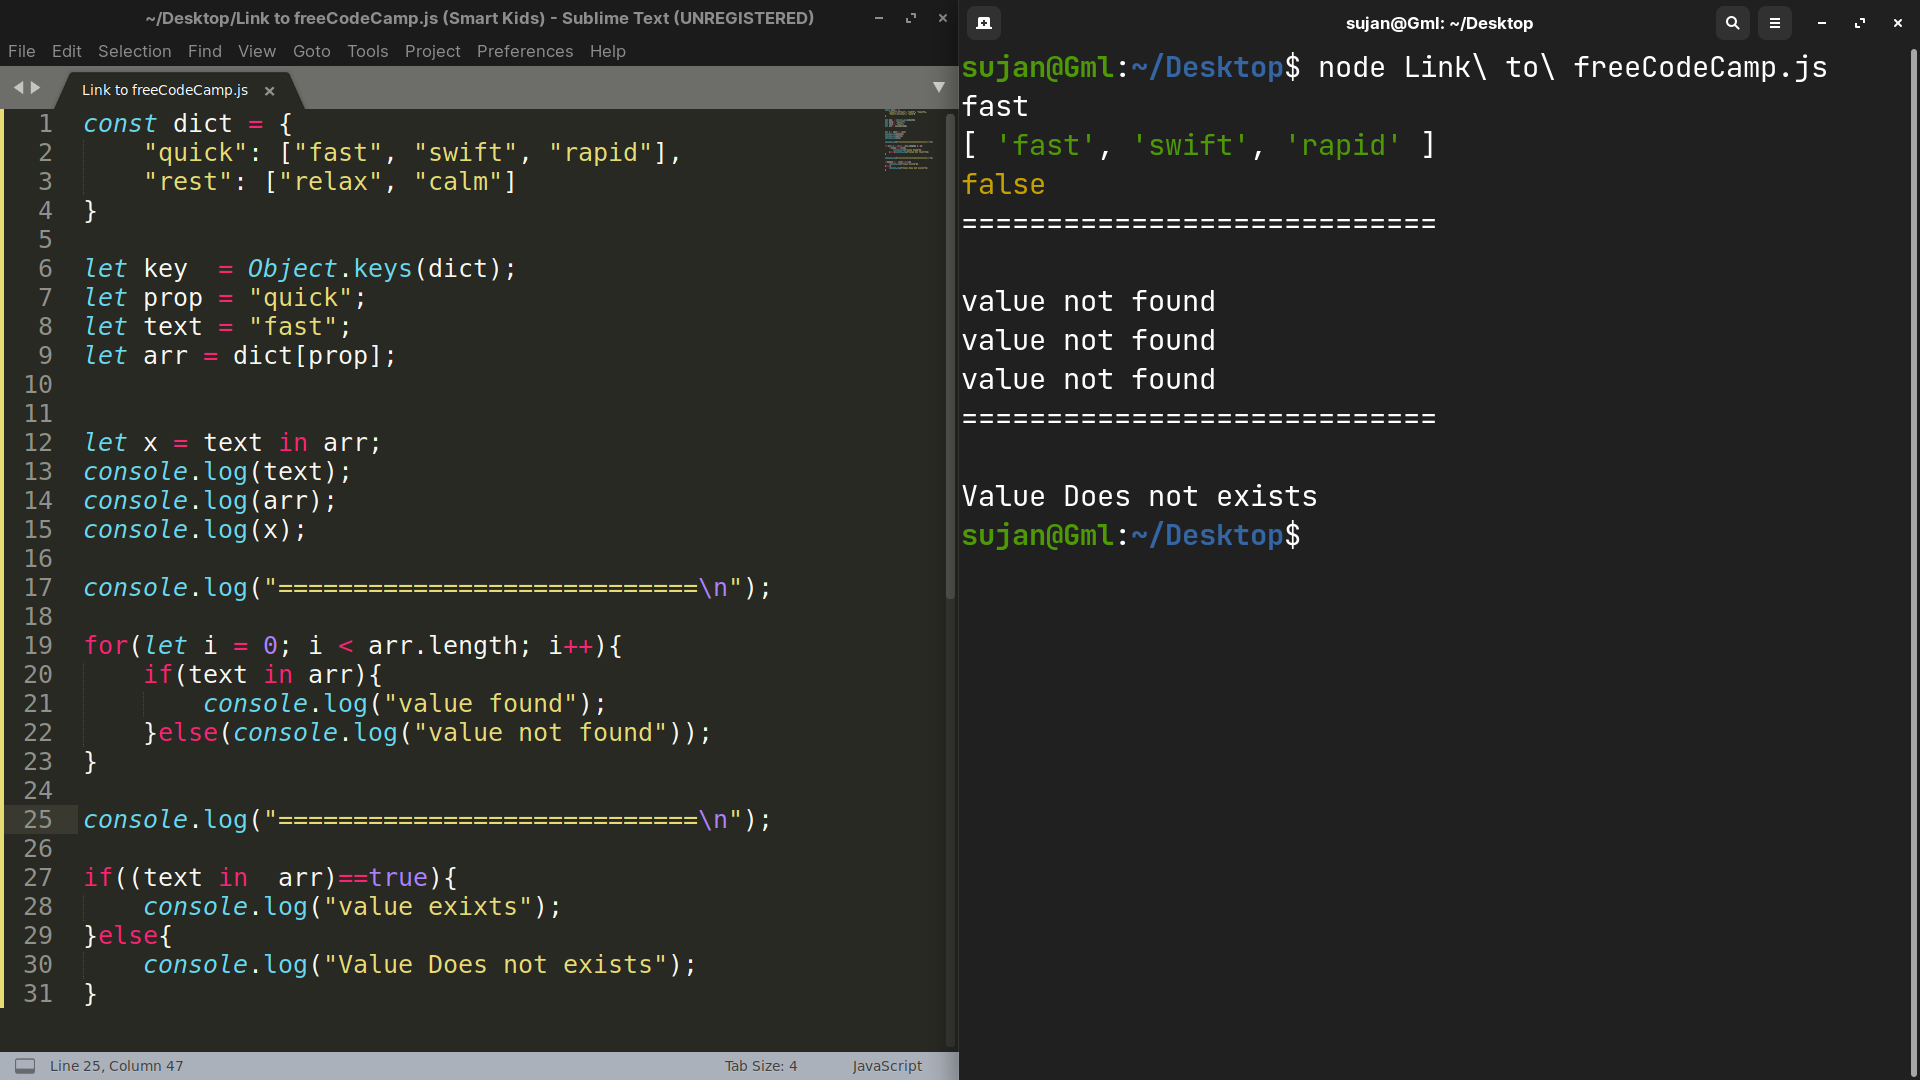 ~/Desktop/Link to freeCodeCamp.js (Smart Kids) - Sublime Text (UNREGISTERED)
File Edit Selection Find View Goto Tools Project Preferences Help
Link to freeCodeCamp.js
1 const dict = {
2     "quick": ["fast", "swift", "rapid"],
3     "rest": ["relax", "calm"]
4 }
5
6 let key  = Object.keys(dict);
7 let prop = "quick";
8 let text = "fast";
9 let arr = dict[prop];
10
11
12 let x = text in arr;
13 console.log(text);
14 console.log(arr);
15 console.log(x);
16
17 console.log("============================\n");
18
19 for(let i = 0; i < arr.length; i++){
20     if(text in arr){
21         console.log("value found");
22     }else(console.log("value not found"));
23 }
24
25 console.log("============================\n");
26
27 if((text in  arr)==true){
28     console.log("value exixts");
29 }else{
30     console.log("Value Does not exists");
31 }
Line 25, Column 47 Tab Size: 4 JavaScript
sujan@Gml: ~/Desktop
sujan@Gml:~/Desktop$ node Link\ to\ freeCodeCamp.js
fast
[ 'fast', 'swift', 'rapid' ]
false
============================

value not found
value not found
value not found
============================

Value Does not exists
sujan@Gml:~/Desktop$